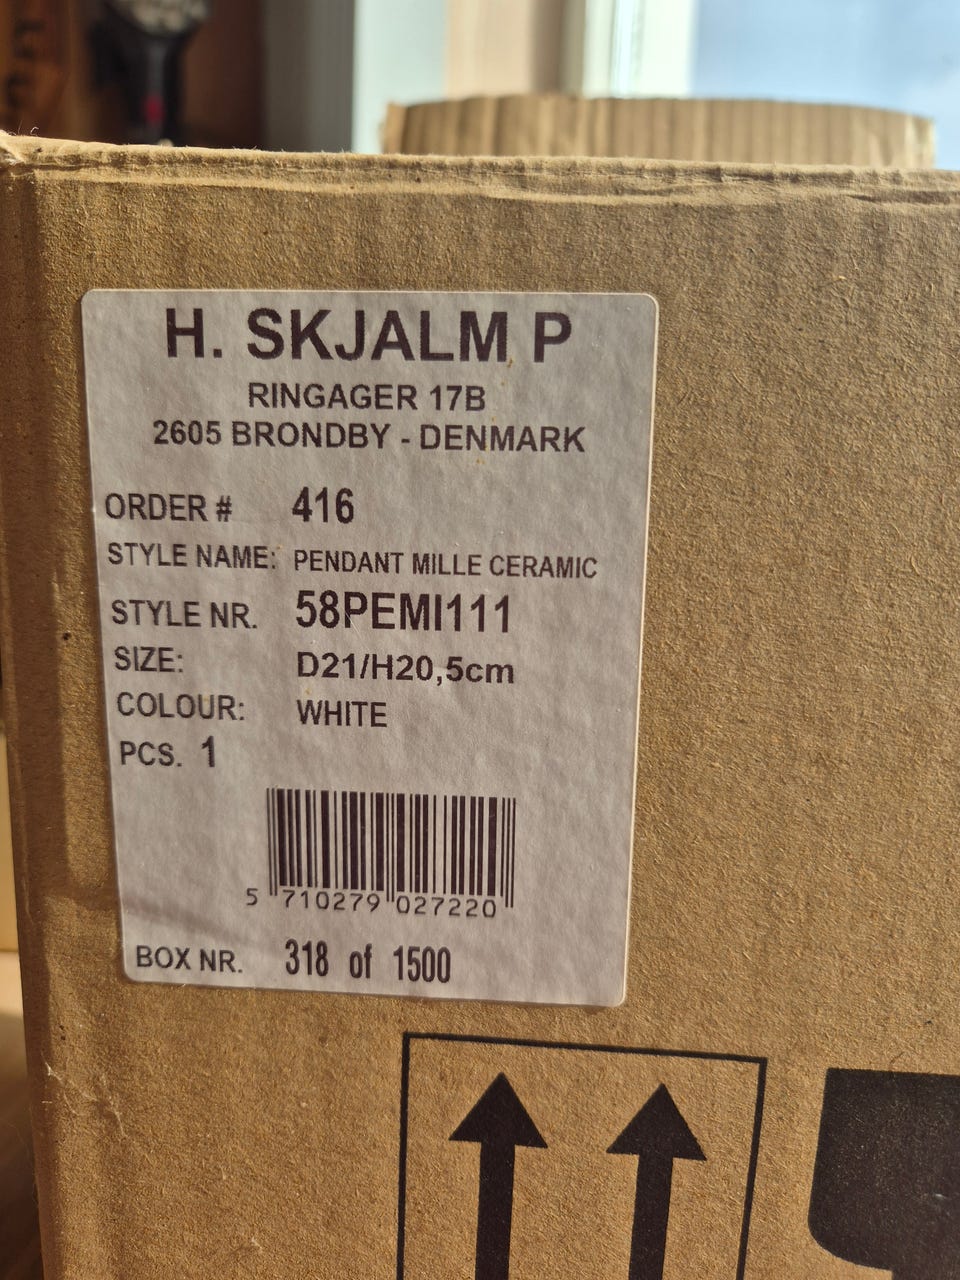 H. SKJALM P
RINGAGER 17B
2605 BRONDBY - DENMARK
ORDER # 416
STYLE NAME: PENDANT MILLE CERAMIC
STYLE NR. 58PEMI111
SIZE: D21/H20,5cm
COLOUR: WHITE
PCS. 1
5 710279 027220
BOX NR. 318 of 1500